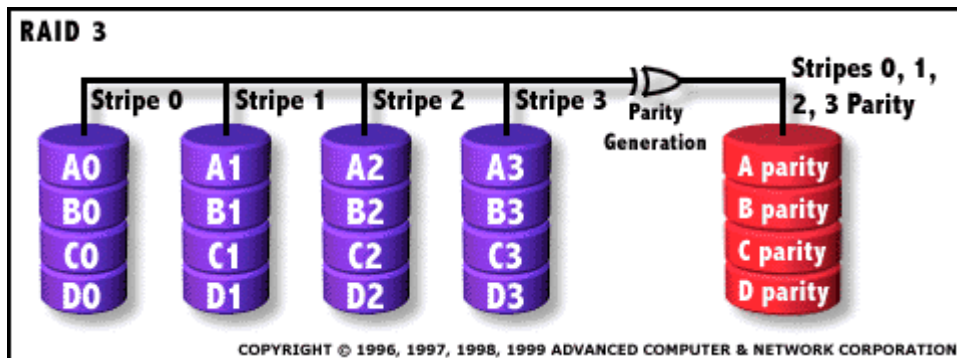 RAID 3
Stripe 0 Stripe 1 Stripe 2 Stripe 3
Parity
Generation
Stripes 0, 1,
2, 3 Parity
A0 A1 A2 A3 A parity
B0 B1 B2 B3 B parity
C0 C1 C2 C3 C parity
D0 D1 D2 D3 D parity
COPYRIGHT © 1996, 1997, 1998, 1999 ADVANCED COMPUTER & NETWORK CORPORATION